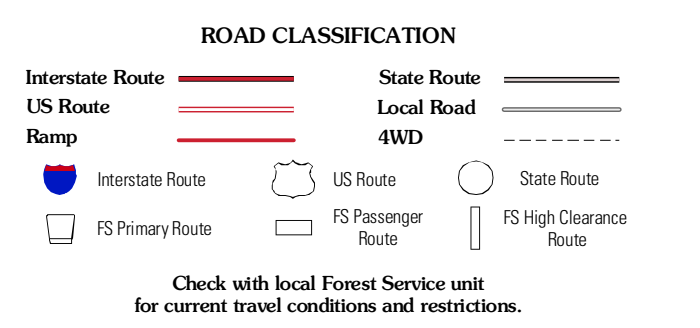 ROAD CLASSIFICATION
Interstate Route
State Route
US Route
Local Road
Ramp
4WD
Interstate Route
US Route
State Route
FS Primary Route
FS Passenger
Route
FS High Clearance
Route
Check with local Forest Service unit
for current travel conditions and restrictions.